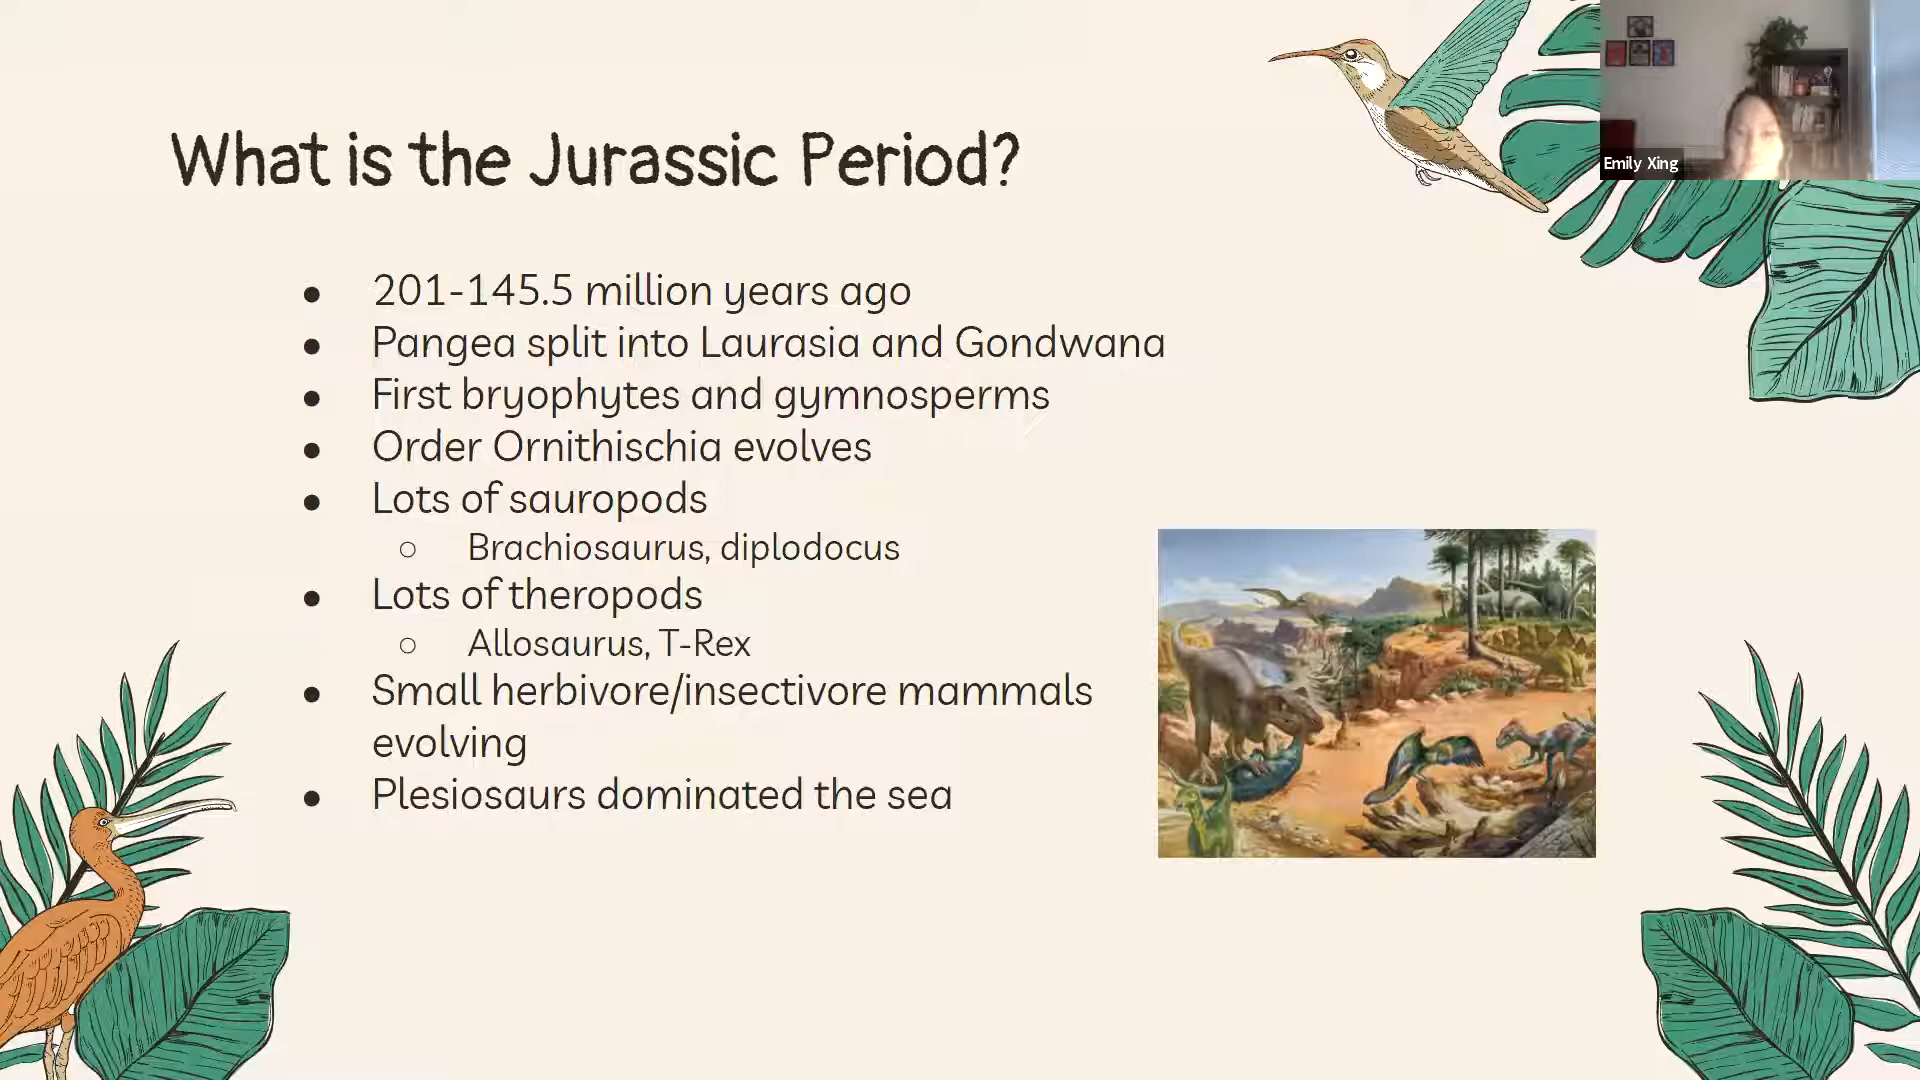 What is the Jurassic Period?
Emily Xing
● 201-145.5 million years ago
● Pangea split into Laurasia and Gondwana
● First bryophytes and gymnosperms
● Order Ornithischia evolves
● Lots of sauropods
○ Brachiosaurus, diplodocus
● Lots of theropods
○ Allosaurus, T-Rex
● Small herbivore/insectivore mammals
evolving
● Plesiosaurs dominated the sea